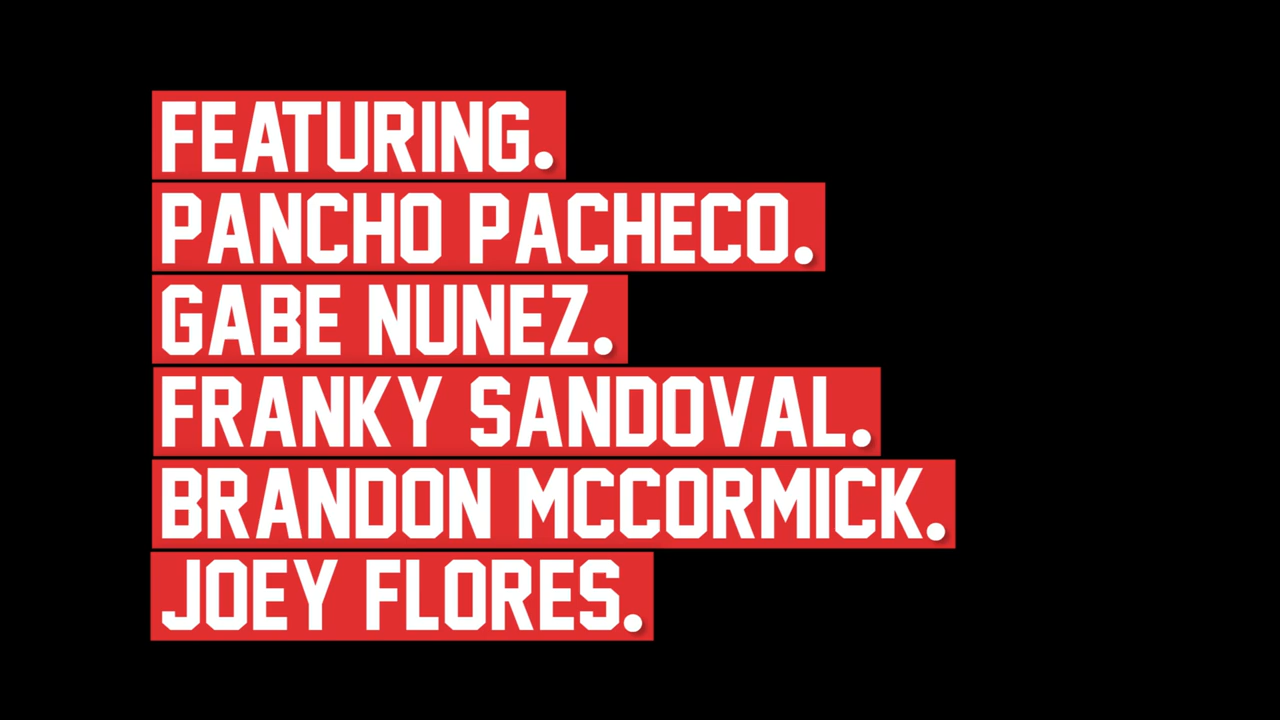 FEATURING.
PANCHO PACHECO.
GABE NUNEZ.
FRANKY SANDOVAL.
BRANDON MCCORMICK.
JOEY FLORES.